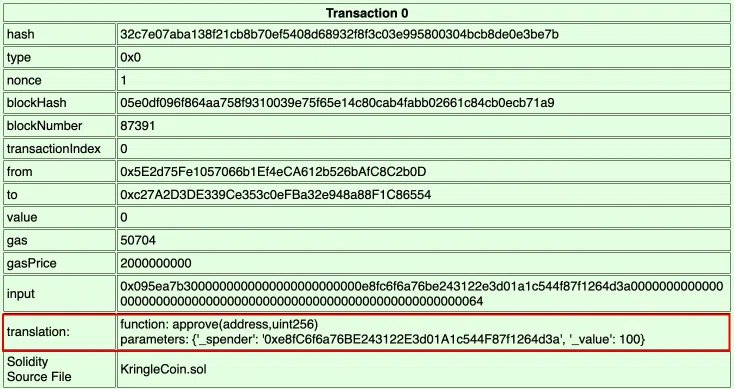 Transaction 0
hash 32c7e07aba138f21cb8b70ef5408d68932f8f3c03e995800304bcb8de0e3be7b
type 0x0
nonce 1
blockHash 05e0df096f864aa758f9310039e75f65e14c80cab4fabb02661c84cb0ecb71a9
blockNumber 87391
transactionIndex 0
from 0x5E2d75Fe1057066b1Ef4eCA612b526bAfC8C2b0D
to 0xc27A2D3DE339Ce353c0eFBa32e948a88F1C86554
value 0
gas 50704
gasPrice 2000000000
input 0x095ea7b3000000000000000000000000e8fc6f6a76be243122e3d01a1c544f87f1264d3a0000000000000
000000000000000000000000000000000000000000000000064
translation: function: approve(address,uint256)
parameters: {'_spender': '0xe8fC6f6a76BE243122E3d01A1c544F87f1264d3a', '_value': 100}
Solidity
Source File KringleCoin.sol